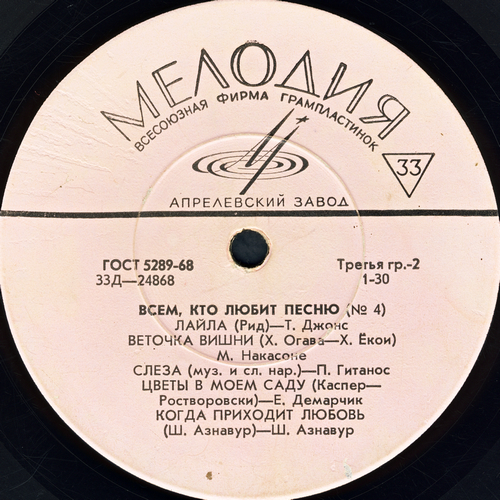 МЕЛОДИЯ
ВСЕСОЮЗНАЯ ФИРМА ГРАМПЛАСТИНОК
33
АПРЕЛЕВСКИЙ ЗАВОД
ГОСТ 5289-68 Третья гр.-2
33Д—24868 1-30
ВСЕМ, КТО ЛЮБИТ ПЕСНЮ (№ 4)
ЛАЙЛА (Рид)—Т. Джонс
ВЕТОЧКА ВИШНИ (Х. Огава—Х. Ёкои)
М. Накасоне
СЛЕЗА (муз. и сл. нар.)—П. Гитанос
ЦВЕТЫ В МОЕМ САДУ (Каспер—
Ростворовски)—Е. Демарчик
КОГДА ПРИХОДИТ ЛЮБОВЬ
(Ш. Азнавур)—Ш. Азнавур